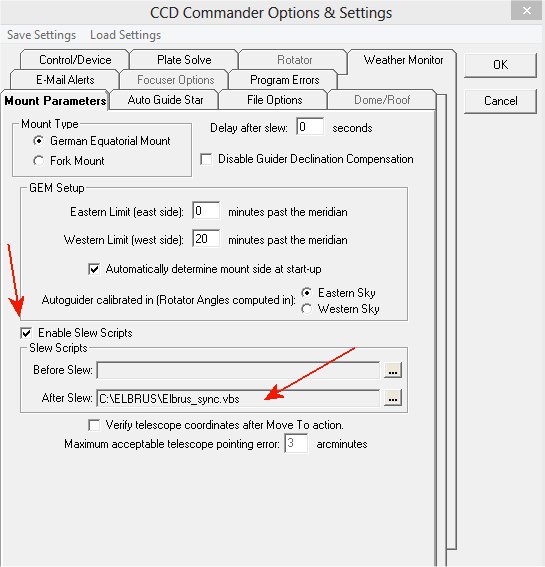 CCD Commander Options & Settings
Save Settings Load Settings
Control/Device Plate Solve Rotator Weather Monitor
E-Mail Alerts Focuser Options Program Errors
Mount Parameters Auto Guide Star File Options Dome/Roof
OK
Cancel
Mount Type
German Equatorial Mount
Fork Mount
Delay after slew: 0 seconds
Disable Guider Declination Compensation
GEM Setup
Eastern Limit (east side): 0 minutes past the meridian
Western Limit (west side): 20 minutes past the meridian
Automatically determine mount side at start-up
Autoguider calibrated in (Rotator Angles computed in): Eastern Sky
Western Sky
Enable Slew Scripts
Slew Scripts
Before Slew: ...
After Slew: C:\ELBRUS\Elbrus_sync.vbs ...
Verify telescope coordinates after Move To action.
Maximum acceptable telescope pointing error: 3 arcminutes